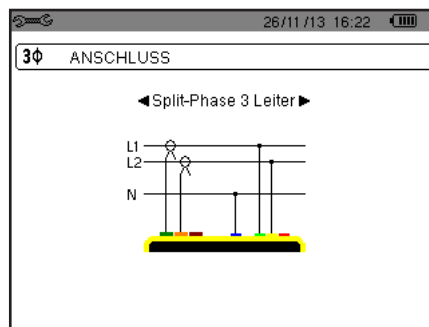 26/11/13 16:22
3Φ ANSCHLUSS
◄Split-Phase 3 Leiter►
L1
L2
N